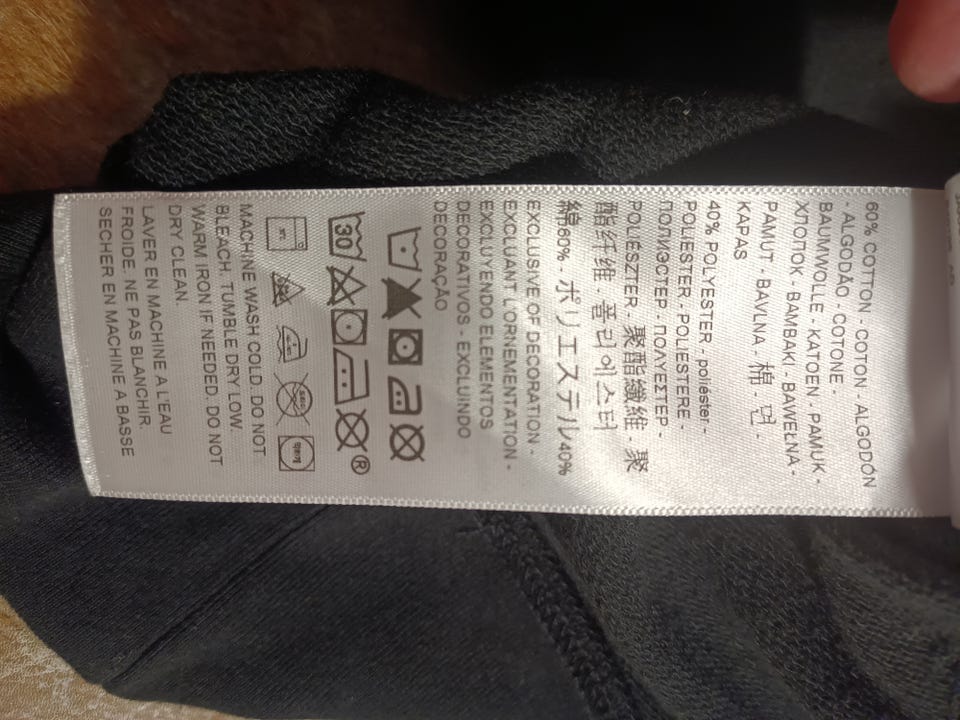 60% COTTON - COTON - ALGODÓN
- ALGODÃO - COTONE -
BAUMWOLLE - KATOEN - PAMUK -
ХЛОПОК - BAMBAKI - BAWEŁNA -
PAMUT - BAVLNA - 棉 - 면 -
KAPAS
40% POLYESTER - poliéster-
POLIESTER - POLIESTERE -
ПОЛИЭСТЕР - ΠΟΛΥΕΣΤΕΡ -
POLIÉSZTER - 聚酯纖維 - 聚
酯纤维 - 폴리에스터
綿60% - ポリエステル40%
EXCLUSIVE OF DECORATION -
EXCLUANT L'ORNEMENTATION -
EXCLUYENDO ELEMENTOS
DECORATIVOS - EXCLUINDO
DECORAÇÃO
30 ®
MACHINE WASH COLD. DO NOT
BLEACH. TUMBLE DRY LOW.
WARM IRON IF NEEDED. DO NOT
DRY CLEAN.
LAVER EN MACHINE A L'EAU
FROIDE. NE PAS BLANCHIR.
SECHER EN MACHINE A BASSE